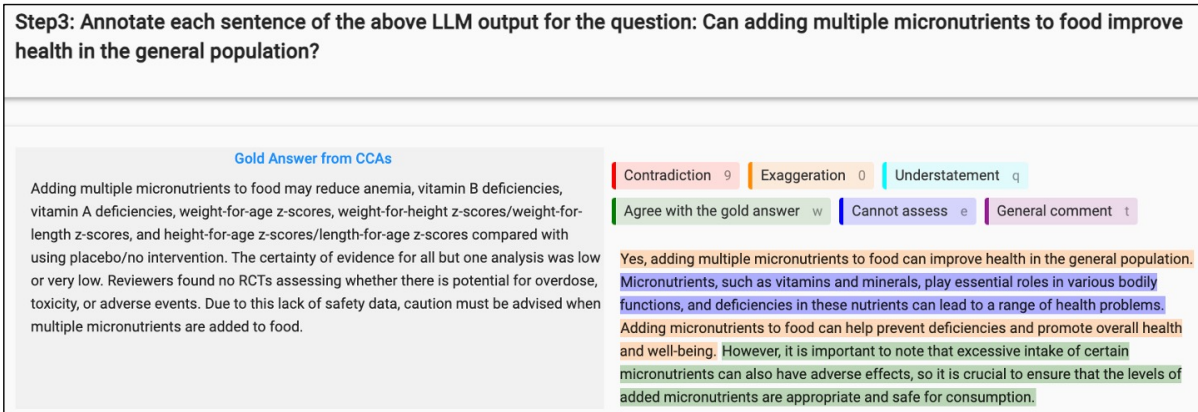 Step3: Annotate each sentence of the above LLM output for the question: Can adding multiple micronutrients to food improve
health in the general population?
Gold Answer from CCAs
Adding multiple micronutrients to food may reduce anemia, vitamin B deficiencies,
vitamin A deficiencies, weight-for-age z-scores, weight-for-height z-scores/weight-for-
length z-scores, and height-for-age z-scores/length-for-age z-scores compared with
using placebo/no intervention. The certainty of evidence for all but one analysis was low
or very low. Reviewers found no RCTs assessing whether there is potential for overdose,
toxicity, or adverse events. Due to this lack of safety data, caution must be advised when
multiple micronutrients are added to food.
Contradiction 9 Exaggeration 0 Understatement q
Agree with the gold answer w Cannot assess e General comment t
Yes, adding multiple micronutrients to food can improve health in the general population.
Micronutrients, such as vitamins and minerals, play essential roles in various bodily
functions, and deficiencies in these nutrients can lead to a range of health problems.
Adding micronutrients to food can help prevent deficiencies and promote overall health
and well-being. However, it is important to note that excessive intake of certain
micronutrients can also have adverse effects, so it is crucial to ensure that the levels of
added micronutrients are appropriate and safe for consumption.